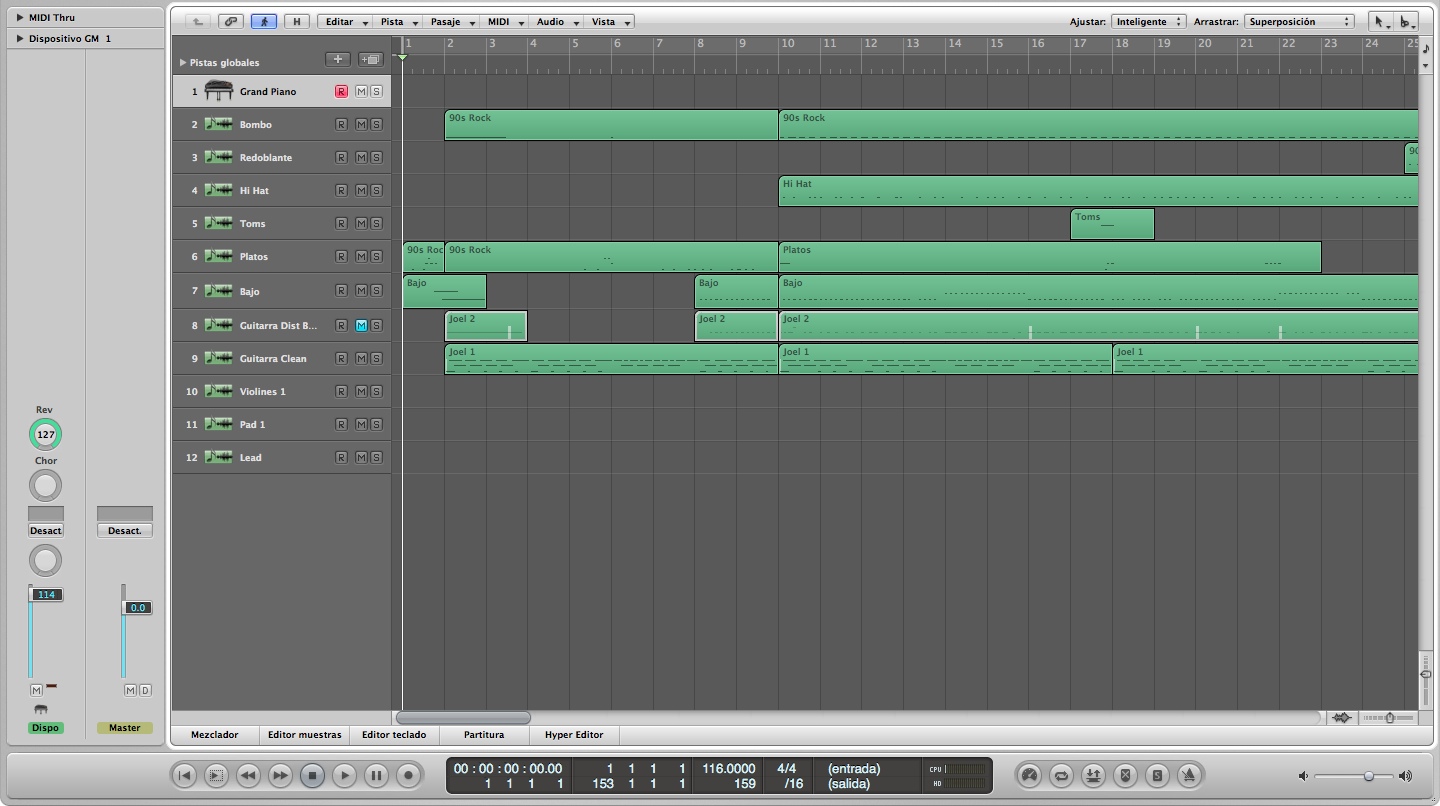 MIDI Thru
Dispositivo GM 1
Rev
127
Chor
Desact
Desact.
114
0.0
M
M D
Dispo
Master
H Editar Pista Pasaje MIDI Audio Vista Ajustar: Inteligente Arrastrar: Superposición
1 2 3 4 5 6 7 8 9 10 11 12 13 14 15 16 17 18 19 20 21 22 23 24 25
Pistas globales +
1 Grand Piano R M S
2 Bombo R M S 90s Rock 90s Rock
3 Redoblante R M S 90
4 Hi Hat R M S Hi Hat
5 Toms R M S Toms
6 Platos R M S 90s Roc 90s Rock Platos
7 Bajo R M S Bajo Bajo Bajo
8 Guitarra Dist B... R M S Joel 2 Joel 2 Joel 2
9 Guitarra Clean R M S Joel 1 Joel 1 Joel 1
10 Violines 1 R M S
11 Pad 1 R M S
12 Lead R M S
Mezclador Editor muestras Editor teclado Partitura Hyper Editor
00 : 00 : 00 : 00.00 1 1 1 1 116.0000 4/4 (entrada) CPU
1 1 1 1 153 1 1 1 159 /16 (salida) HD
S